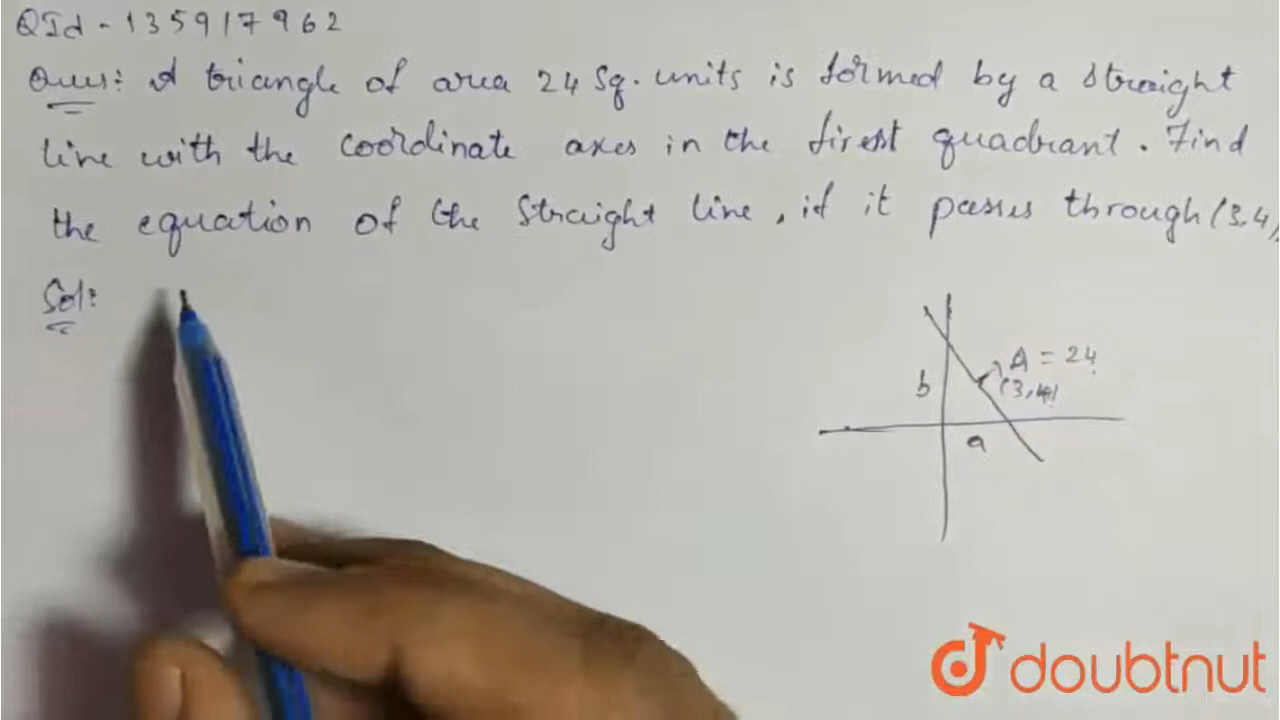 QId - 135917962
Ques: A triangle of area 24 sq. units is formed by a straight
line with the coordinate axes in the first quadrant. Find
the equation of the straight line, if it passes through (3,4)
Sol:
A = 24
(3,4)
b
a
doubtnut